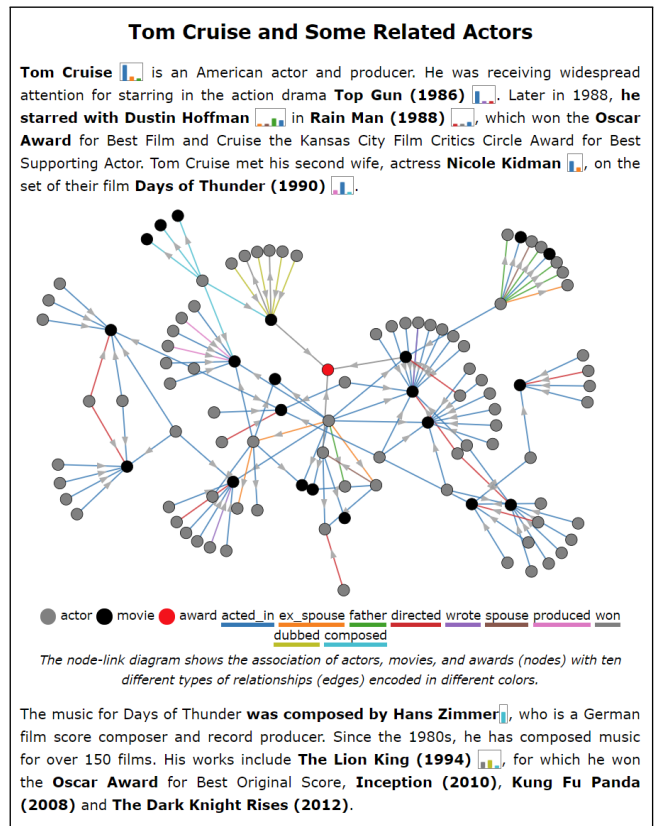 Tom Cruise and Some Related Actors
Tom Cruise is an American actor and producer. He was receiving widespread
attention for starring in the action drama Top Gun (1986) . Later in 1988, he
starred with Dustin Hoffman in Rain Man (1988) , which won the Oscar
Award for Best Film and Cruise the Kansas City Film Critics Circle Award for Best
Supporting Actor. Tom Cruise met his second wife, actress Nicole Kidman , on the
set of their film Days of Thunder (1990) .
actor movie award acted_in ex_spouse father directed wrote spouse produced won
dubbed composed
The node-link diagram shows the association of actors, movies, and awards (nodes) with ten
different types of relationships (edges) encoded in different colors.
The music for Days of Thunder was composed by Hans Zimmer , who is a German
film score composer and record producer. Since the 1980s, he has composed music
for over 150 films. His works include The Lion King (1994) , for which he won
the Oscar Award for Best Original Score, Inception (2010), Kung Fu Panda
(2008) and The Dark Knight Rises (2012).